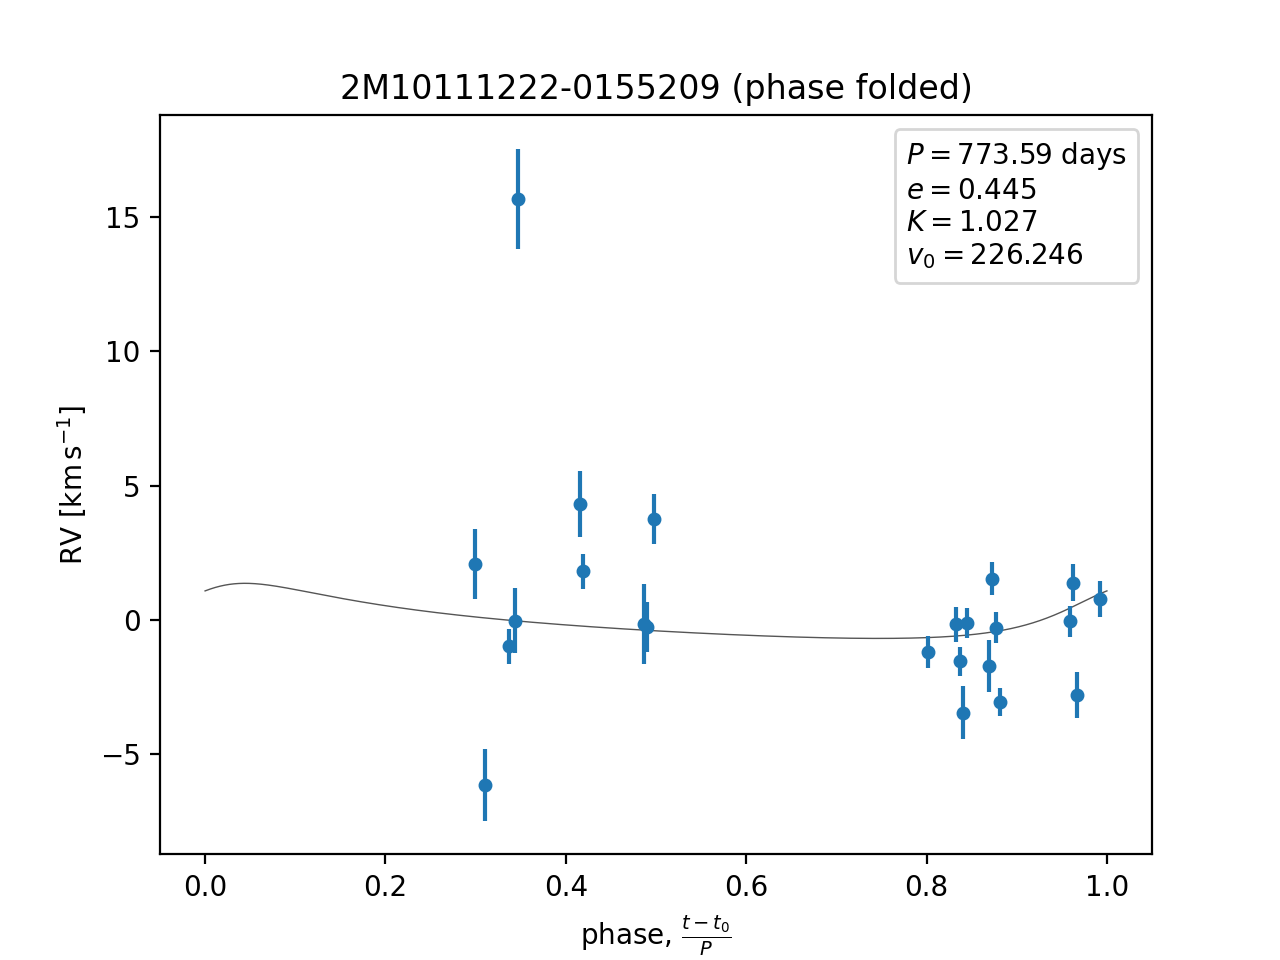 2M10111222-0155209 (phase folded)
P = 773.59 days
e = 0.445
K = 1.027
v₀ = 226.246
15
10
5
0
−5
RV [km s⁻¹]
0.0 0.2 0.4 0.6 0.8 1.0
phase, (t − t₀)/P